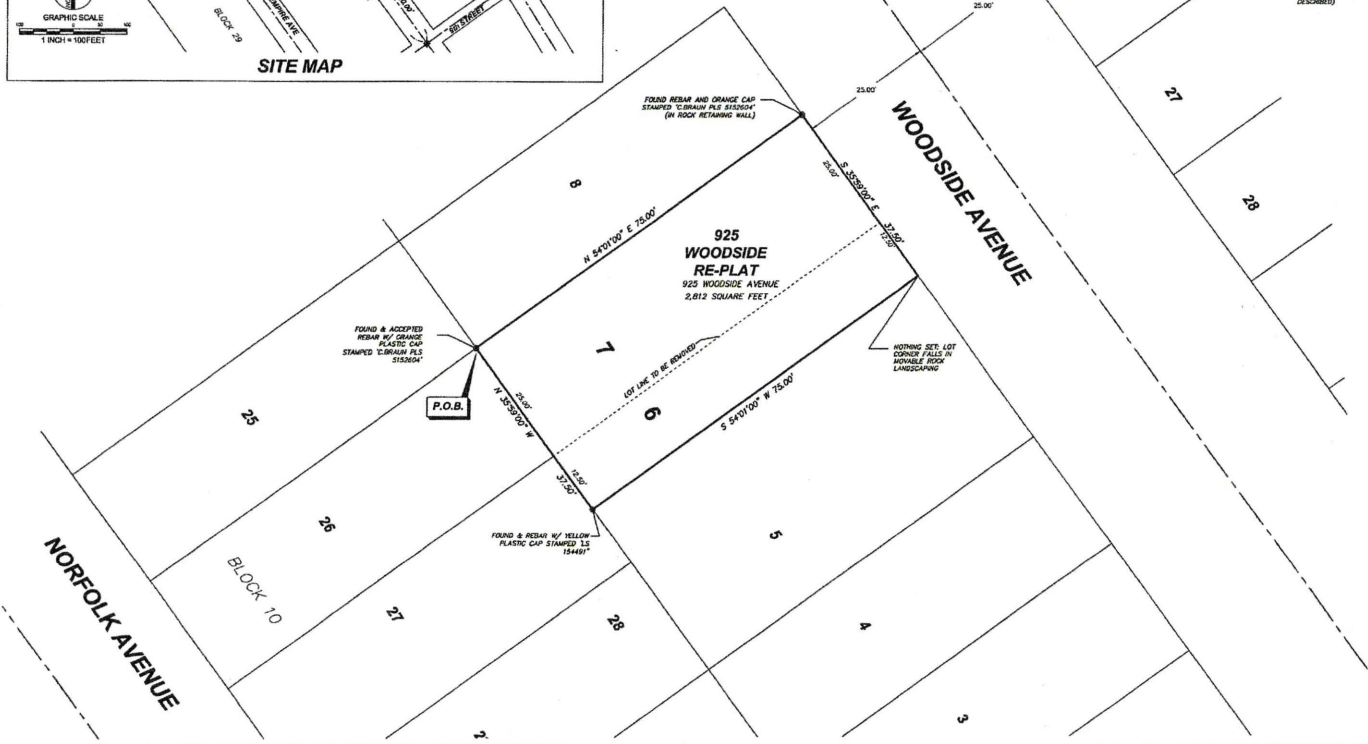 GRAPHIC SCALE
1 INCH = 100FEET
BLOCK 29
EMPIRE AVE
9th STREET
SITE MAP
25.00'
DESCRIBED)
FOUND REBAR AND ORANGE CAP
STAMPED "C.BRAUN PLS 5152604"
(IN ROCK RETAINING WALL)
25.00'
WOODSIDE AVENUE
27
28
8
N 54°01'00" E 75.00'
25.00'
S 35°59'00" E
37.50'
12.50'
925
WOODSIDE
RE-PLAT
925 WOODSIDE AVENUE
2,812 SQUARE FEET
FOUND & ACCEPTED
REBAR W/ ORANGE
PLASTIC CAP
STAMPED "C.BRAUN PLS
5152604"
P.O.B.
7
LOT LINE TO BE REMOVED
6
NOTHING SET: LOT
CORNER FALLS IN
MOVABLE ROCK
LANDSCAPING
25.00'
N 35°59'00" W
S 54°01'00" W 75.00'
12.50'
37.50'
25
26
FOUND & REBAR W/ YELLOW
PLASTIC CAP STAMPED "LS
154491"
5
NORFOLK AVENUE
BLOCK 10
27
28
4
3